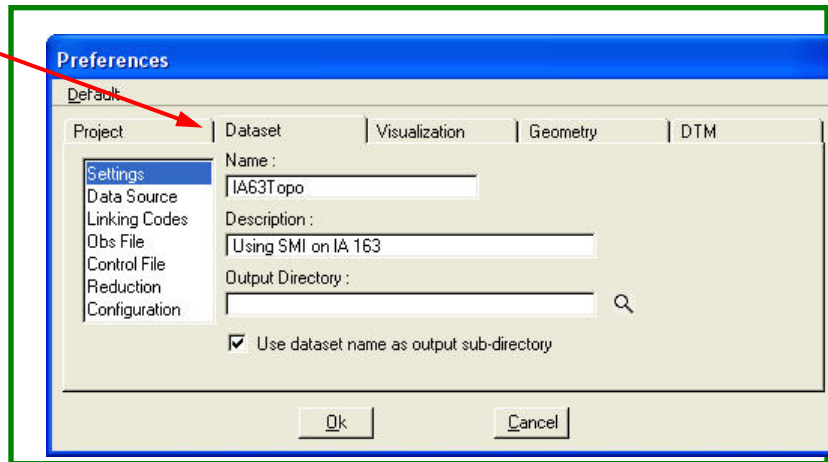 Preferences
Default
Project Dataset Visualization Geometry DTM
Settings
Data Source
Linking Codes
Obs File
Control File
Reduction
Configuration
Name :
IA63Topo
Description :
Using SMI on IA 163
Output Directory :
Use dataset name as output sub-directory
Ok Cancel